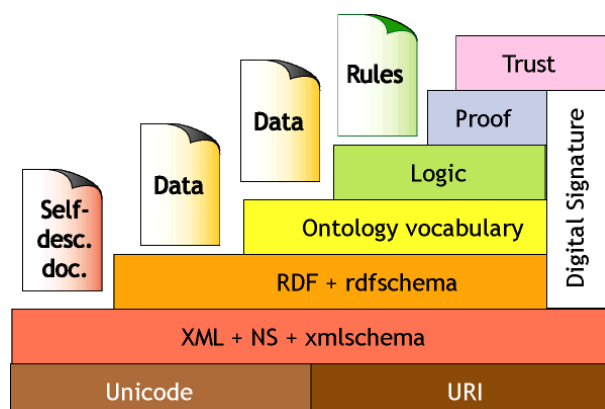 Rules
Trust
Data
Proof
Digital Signature
Data
Logic
Self-
desc.
doc.
Ontology vocabulary
RDF + rdfschema
XML + NS + xmlschema
Unicode
URI